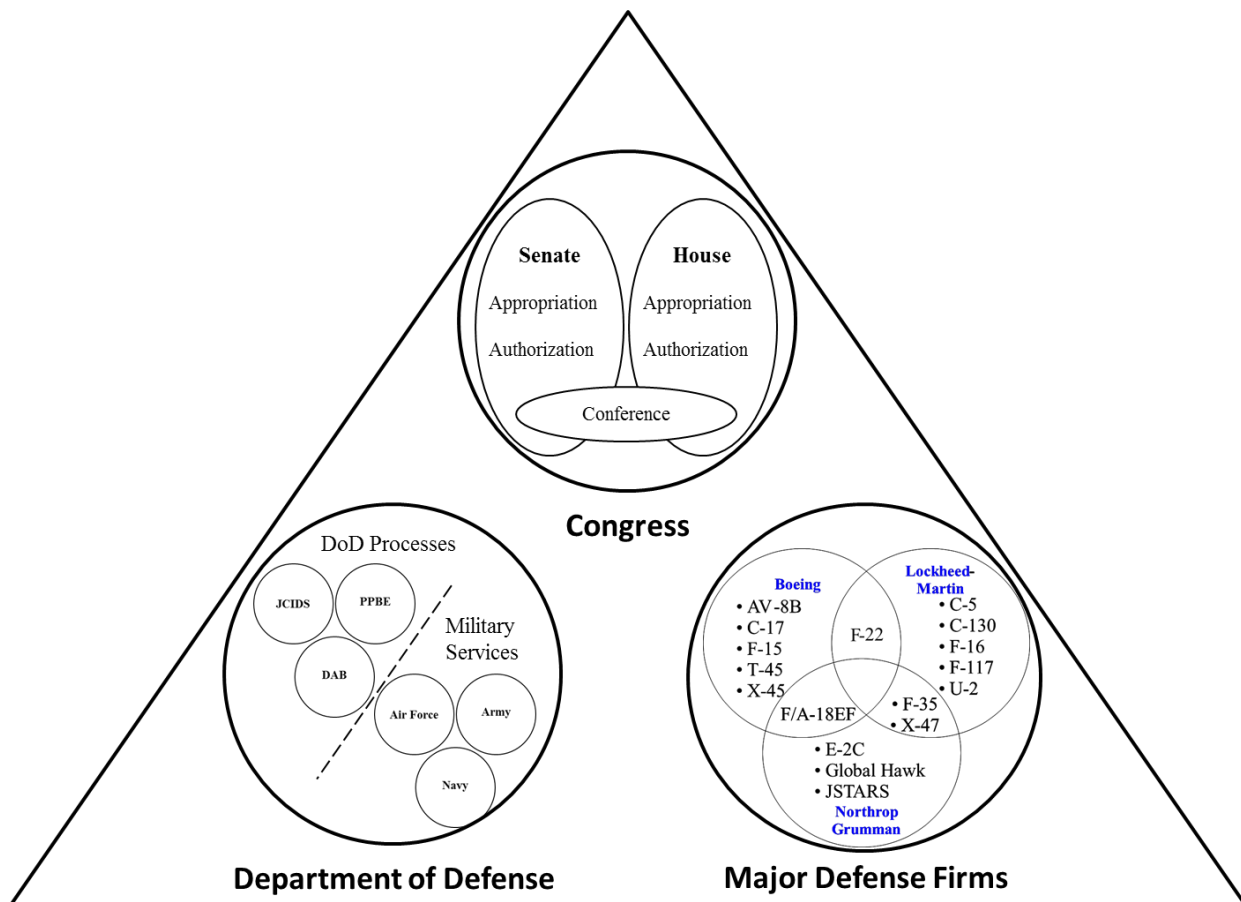 Senate
Appropriation
Authorization
House
Appropriation
Authorization
Conference
Congress
DoD Processes
JCIDS
PPBE
DAB
Military
Services
Air Force
Army
Navy
Department of Defense
Boeing
• AV-8B
• C-17
• F-15
• T-45
• X-45
F-22
Lockheed-
Martin
• C-5
• C-130
• F-16
• F-117
• U-2
F/A-18EF
• F-35
• X-47
• E-2C
• Global Hawk
• JSTARS
Northrop
Grumman
Major Defense Firms